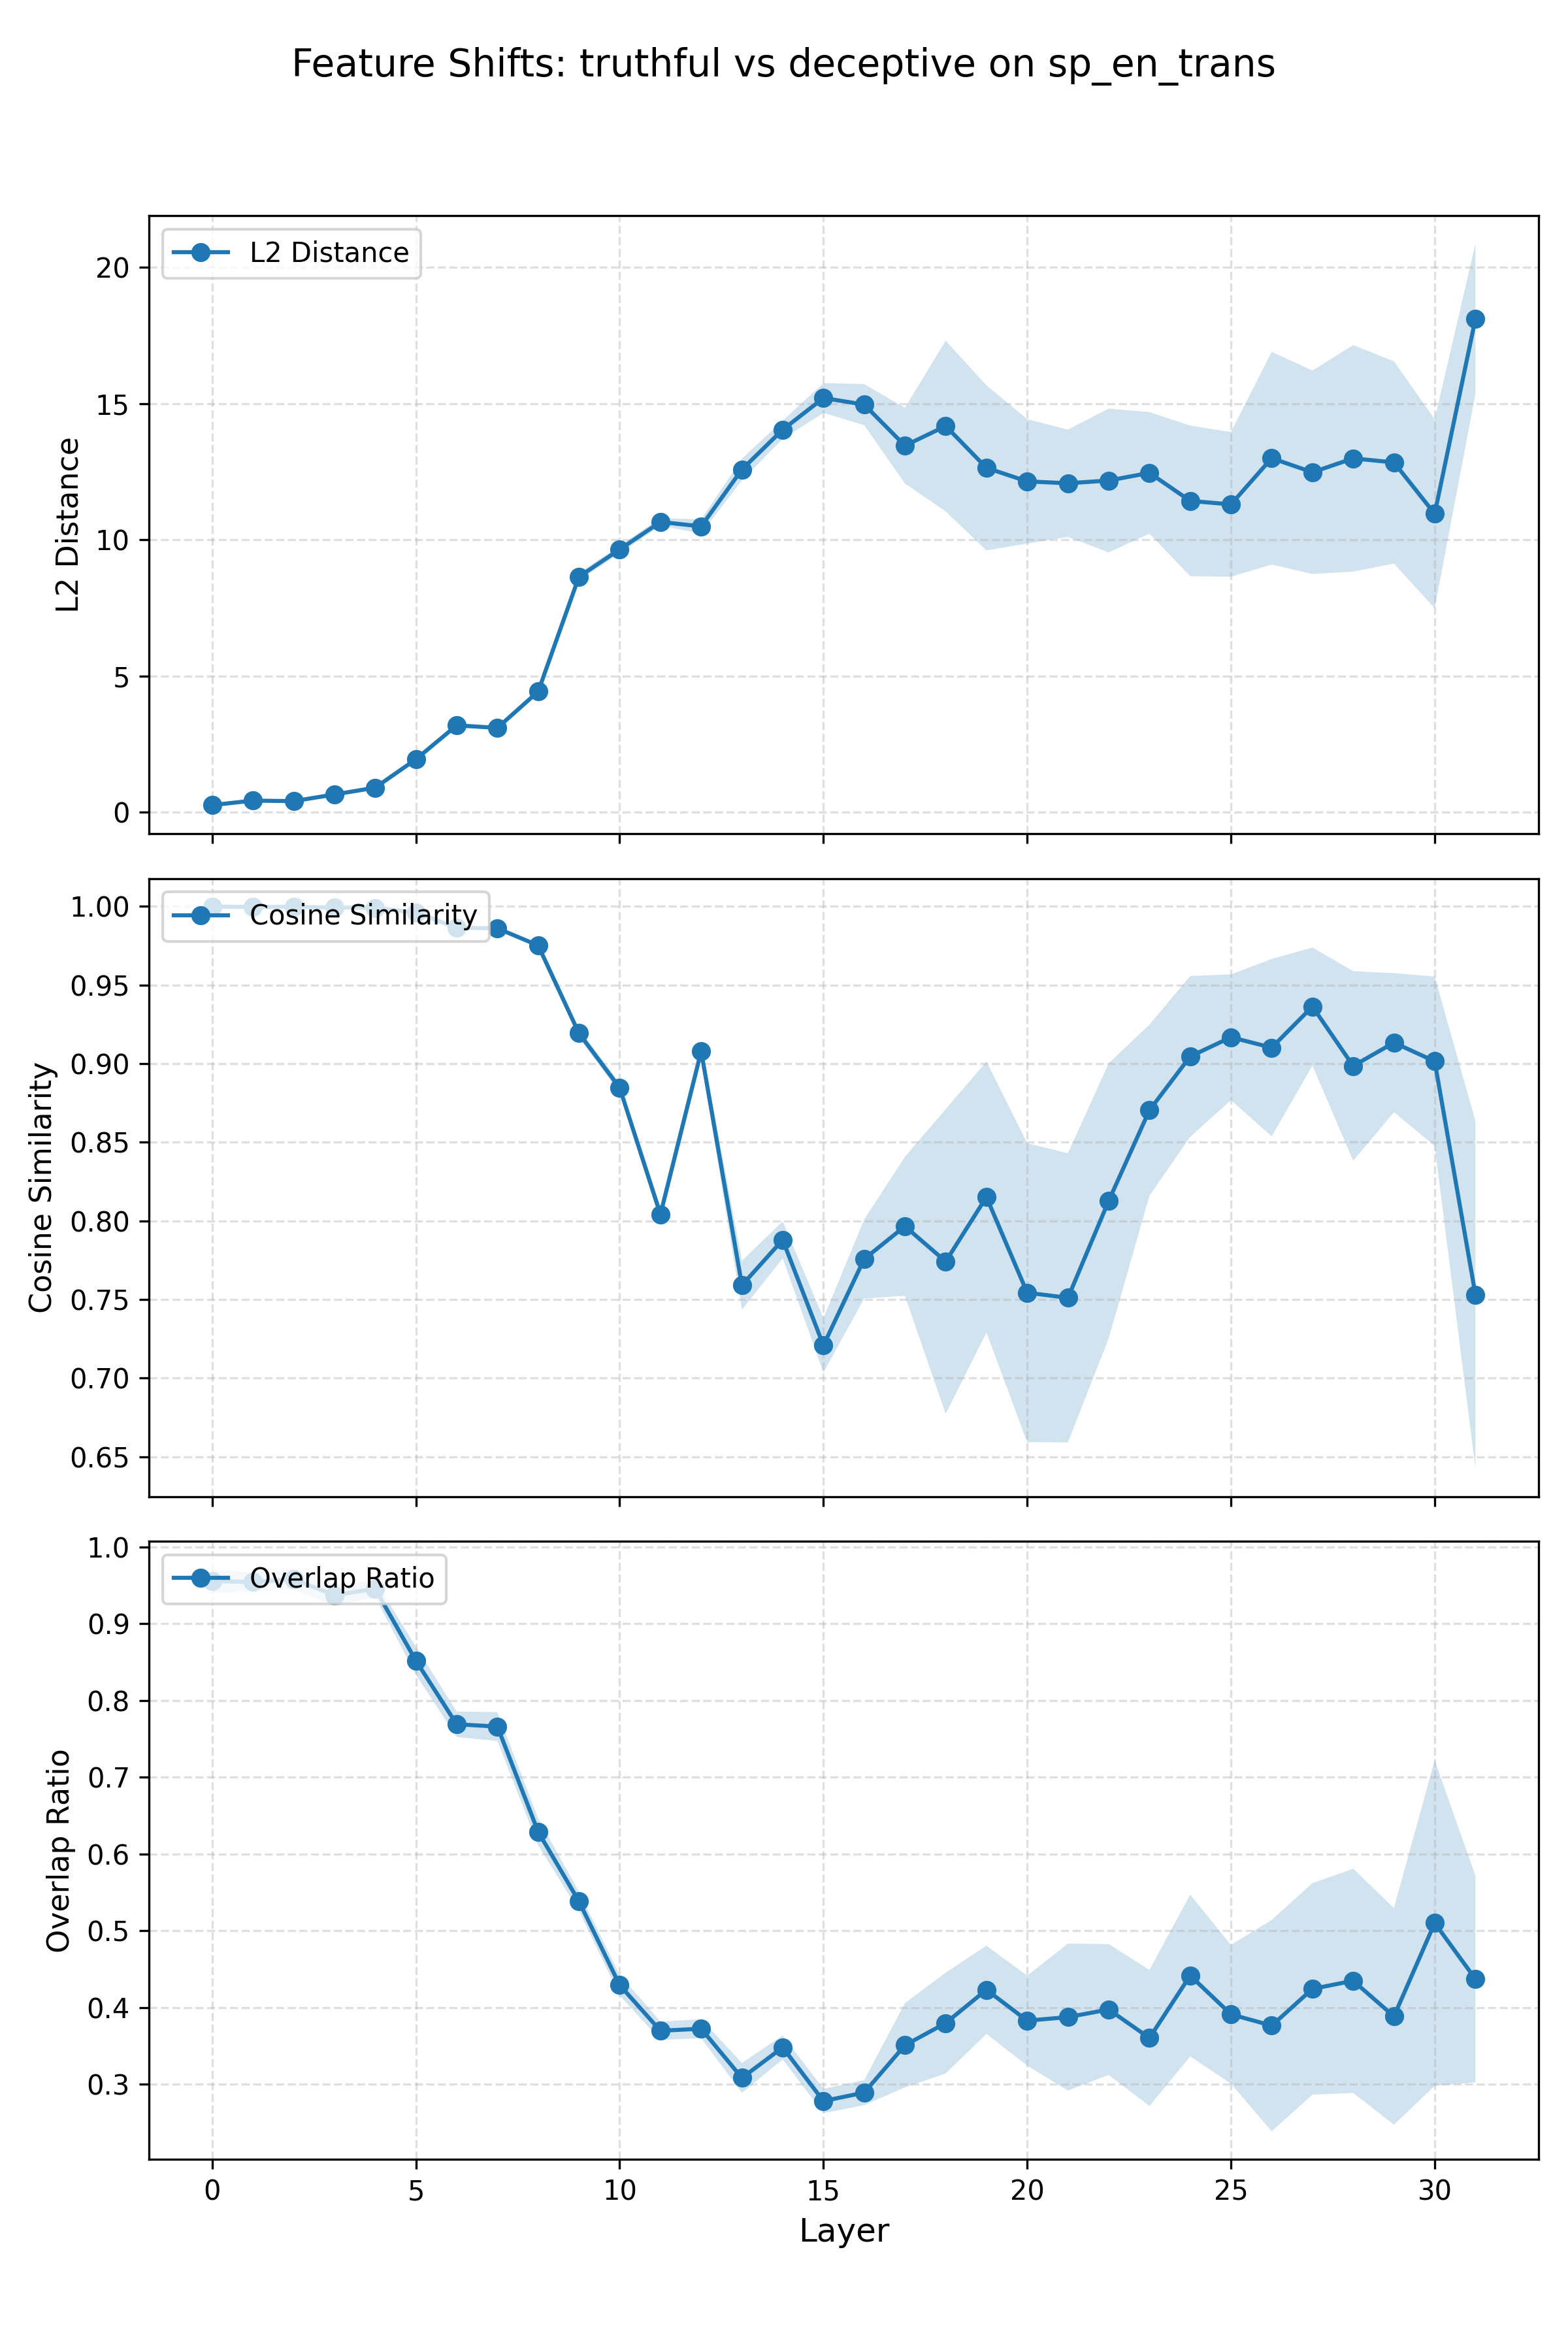 Feature Shifts: truthful vs deceptive on sp_en_trans
L2 Distance
L2 Distance
20
15
10
5
0
Cosine Similarity
Cosine Similarity
1.00
0.95
0.90
0.85
0.80
0.75
0.70
0.65
Overlap Ratio
Overlap Ratio
1.0
0.9
0.8
0.7
0.6
0.5
0.4
0.3
0 5 10 15 20 25 30
Layer